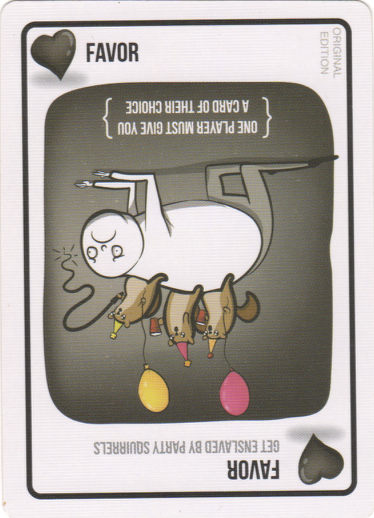 FAVOR
ORIGINAL
EDITION
FAVOR
GET ENSLAVED BY PARTY SQUIRRELS
{ ONE PLAYER MUST GIVE YOU }
{ A CARD OF THEIR CHOICE }